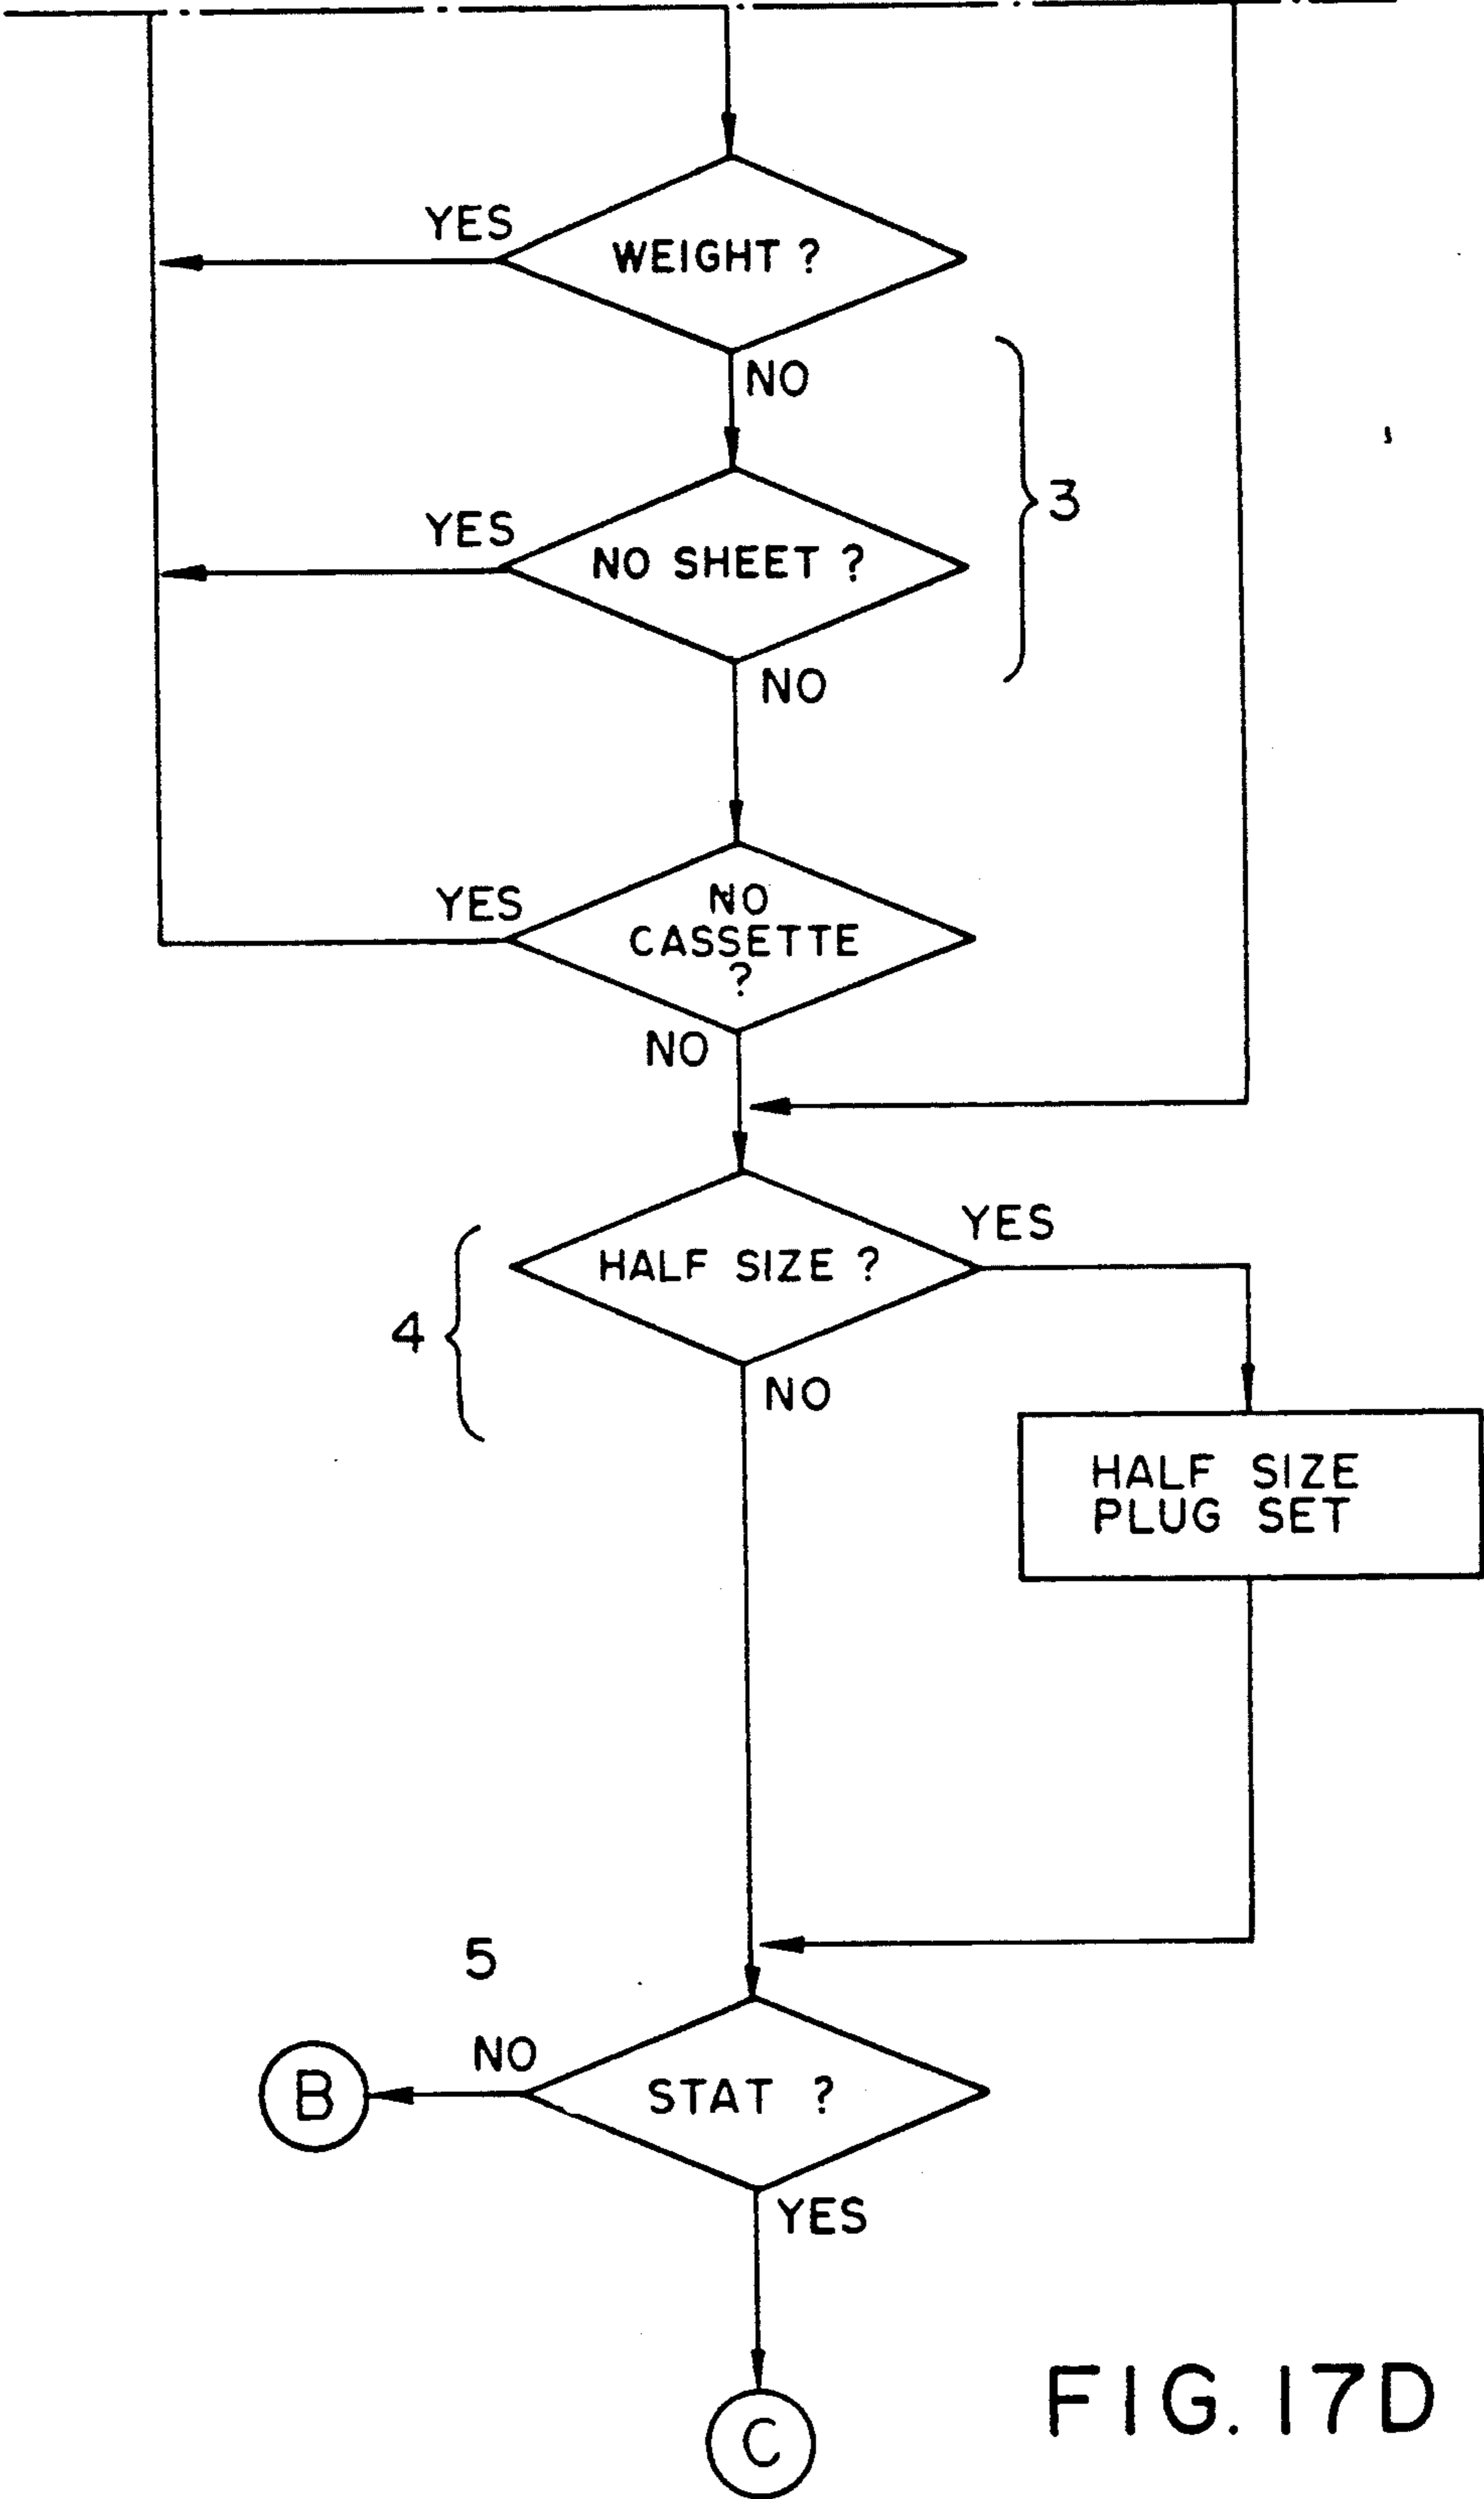 YES
WEIGHT ?
NO
3
YES
NO SHEET ?
NO
YES
NO
CASSETTE
?
NO
YES
HALF SIZE ?
4
NO
HALF SIZE
PLUG SET
5
NO
B
STAT ?
YES
C
FIG. 17D